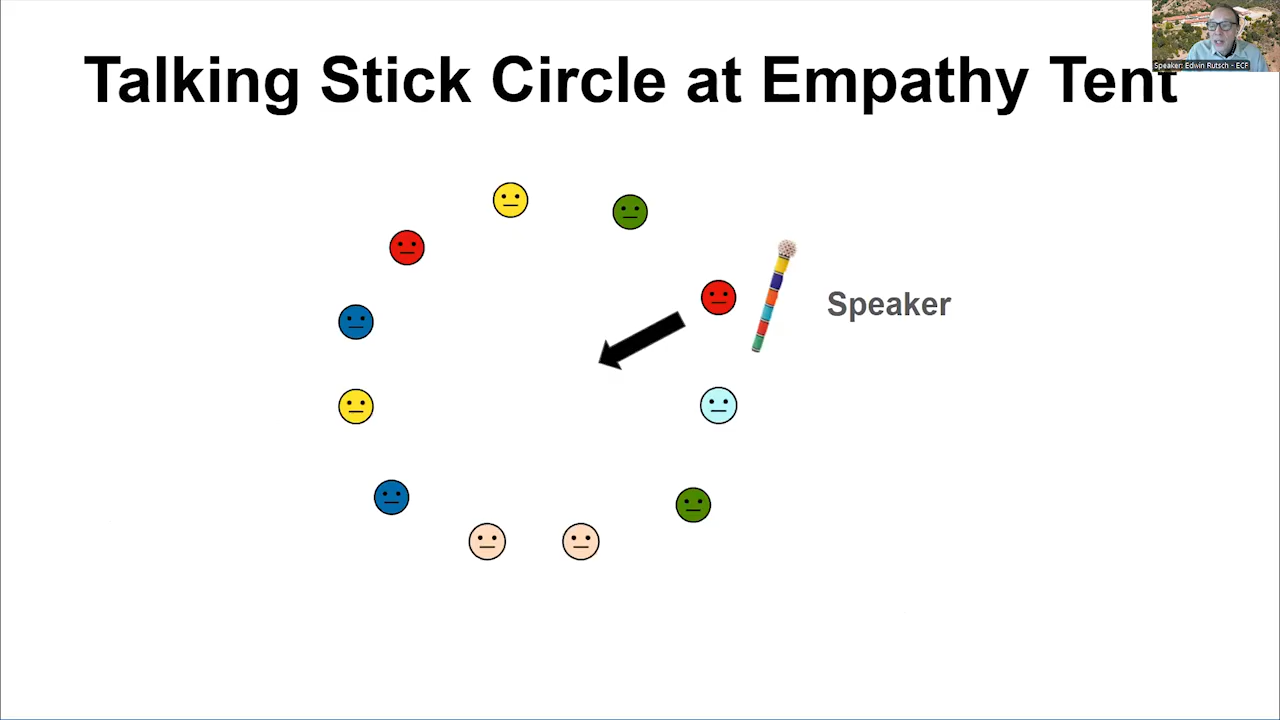 Talking Stick Circle at Empathy Tent
Speaker: Edwin Rutsch - ECF
Speaker